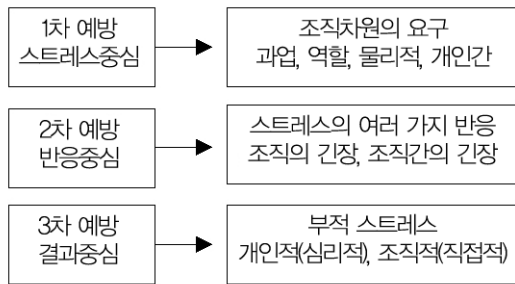 1차 예방
스트레스중심
조직차원의 요구
과업, 역할, 물리적, 개인간
2차 예방
반응중심
스트레스의 여러 가지 반응
조직의 긴장, 조직간의 긴장
3차 예방
결과중심
부적 스트레스
개인적(심리적), 조직적(직접적)